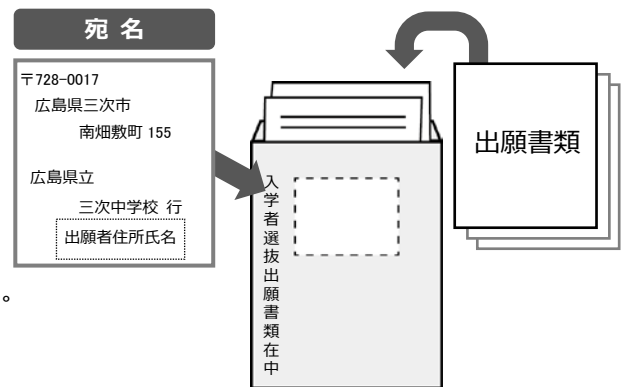 宛 名
〒728-0017
広島県三次市
南畑敷町 155
広島県立
三次中学校 行
出願者住所氏名
入学者選抜出願書類在中
出願書類
。